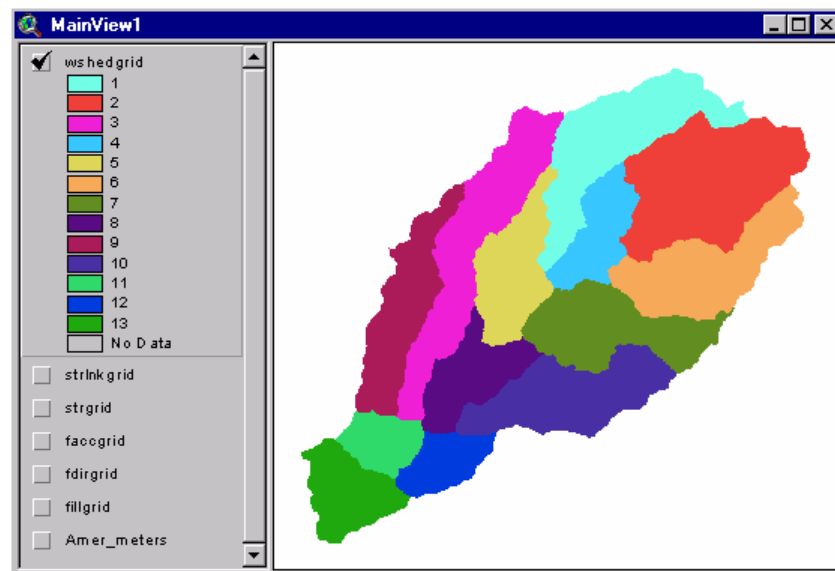 MainView1
wshedgrid
1
2
3
4
5
6
7
8
9
10
11
12
13
No Data
strlnkgrid
strgrid
faccgrid
fdirgrid
fillgrid
Amer_meters